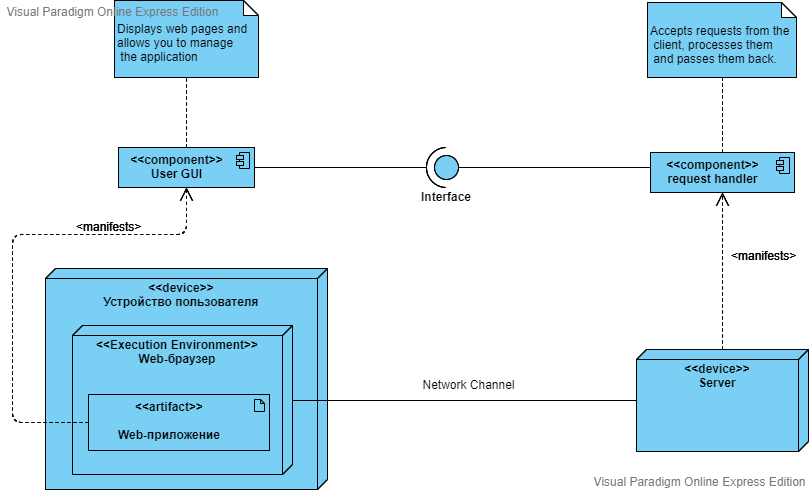 Visual Paradigm Online Express Edition
Displays web pages and
allows you to manage
the application
Accepts requests from the
client, processes them
and passes them back.
<<component>>
User GUI
Interface
<<component>>
request handler
<manifests>
<manifests>
<<device>>
Устройство пользователя
<<Execution Environment>>
Web-браузер
<<artifact>>
Web-приложение
Network Channel
<<device>>
Server
Visual Paradigm Online Express Edition